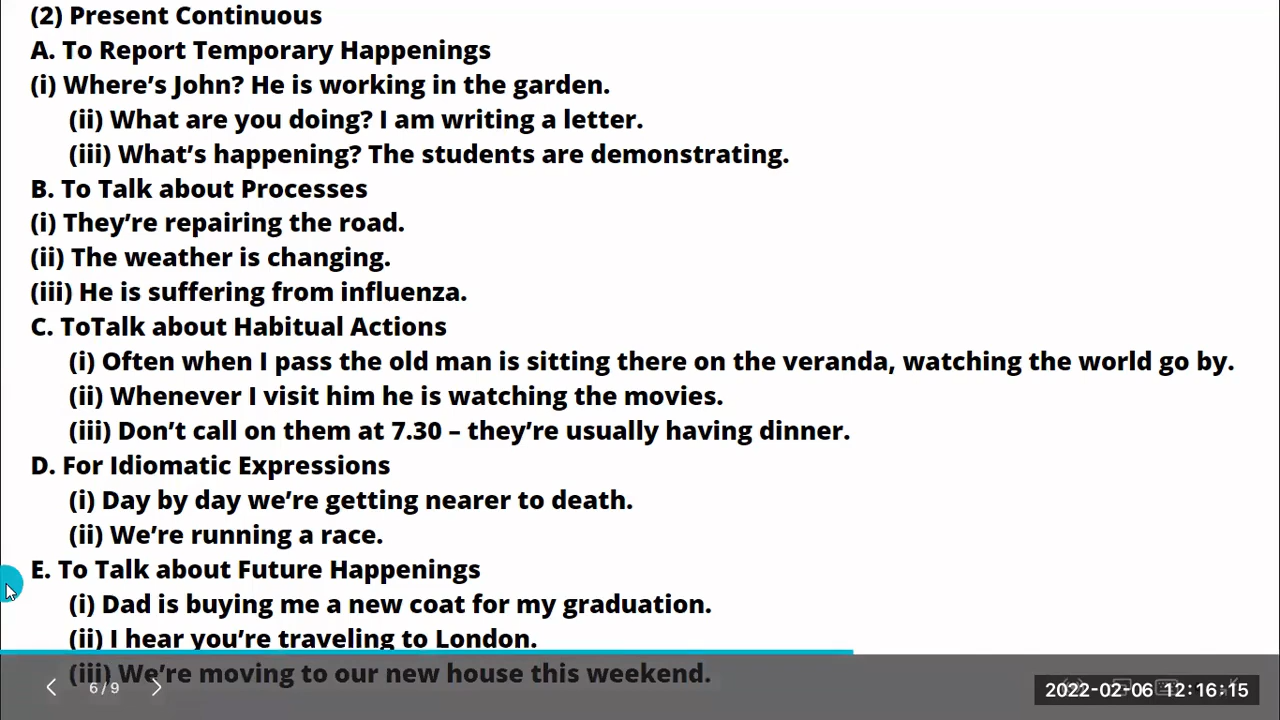 (2) Present Continuous
A. To Report Temporary Happenings
(i) Where’s John? He is working in the garden.
(ii) What are you doing? I am writing a letter.
(iii) What’s happening? The students are demonstrating.
B. To Talk about Processes
(i) They’re repairing the road.
(ii) The weather is changing.
(iii) He is suffering from influenza.
C. ToTalk about Habitual Actions
(i) Often when I pass the old man is sitting there on the veranda, watching the world go by.
(ii) Whenever I visit him he is watching the movies.
(iii) Don’t call on them at 7.30 – they’re usually having dinner.
D. For Idiomatic Expressions
(i) Day by day we’re getting nearer to death.
(ii) We’re running a race.
E. To Talk about Future Happenings
(i) Dad is buying me a new coat for my graduation.
(ii) I hear you’re traveling to London.
(iii) We’re moving to our new house this weekend.
6/9
2022-02-06 12:16:15